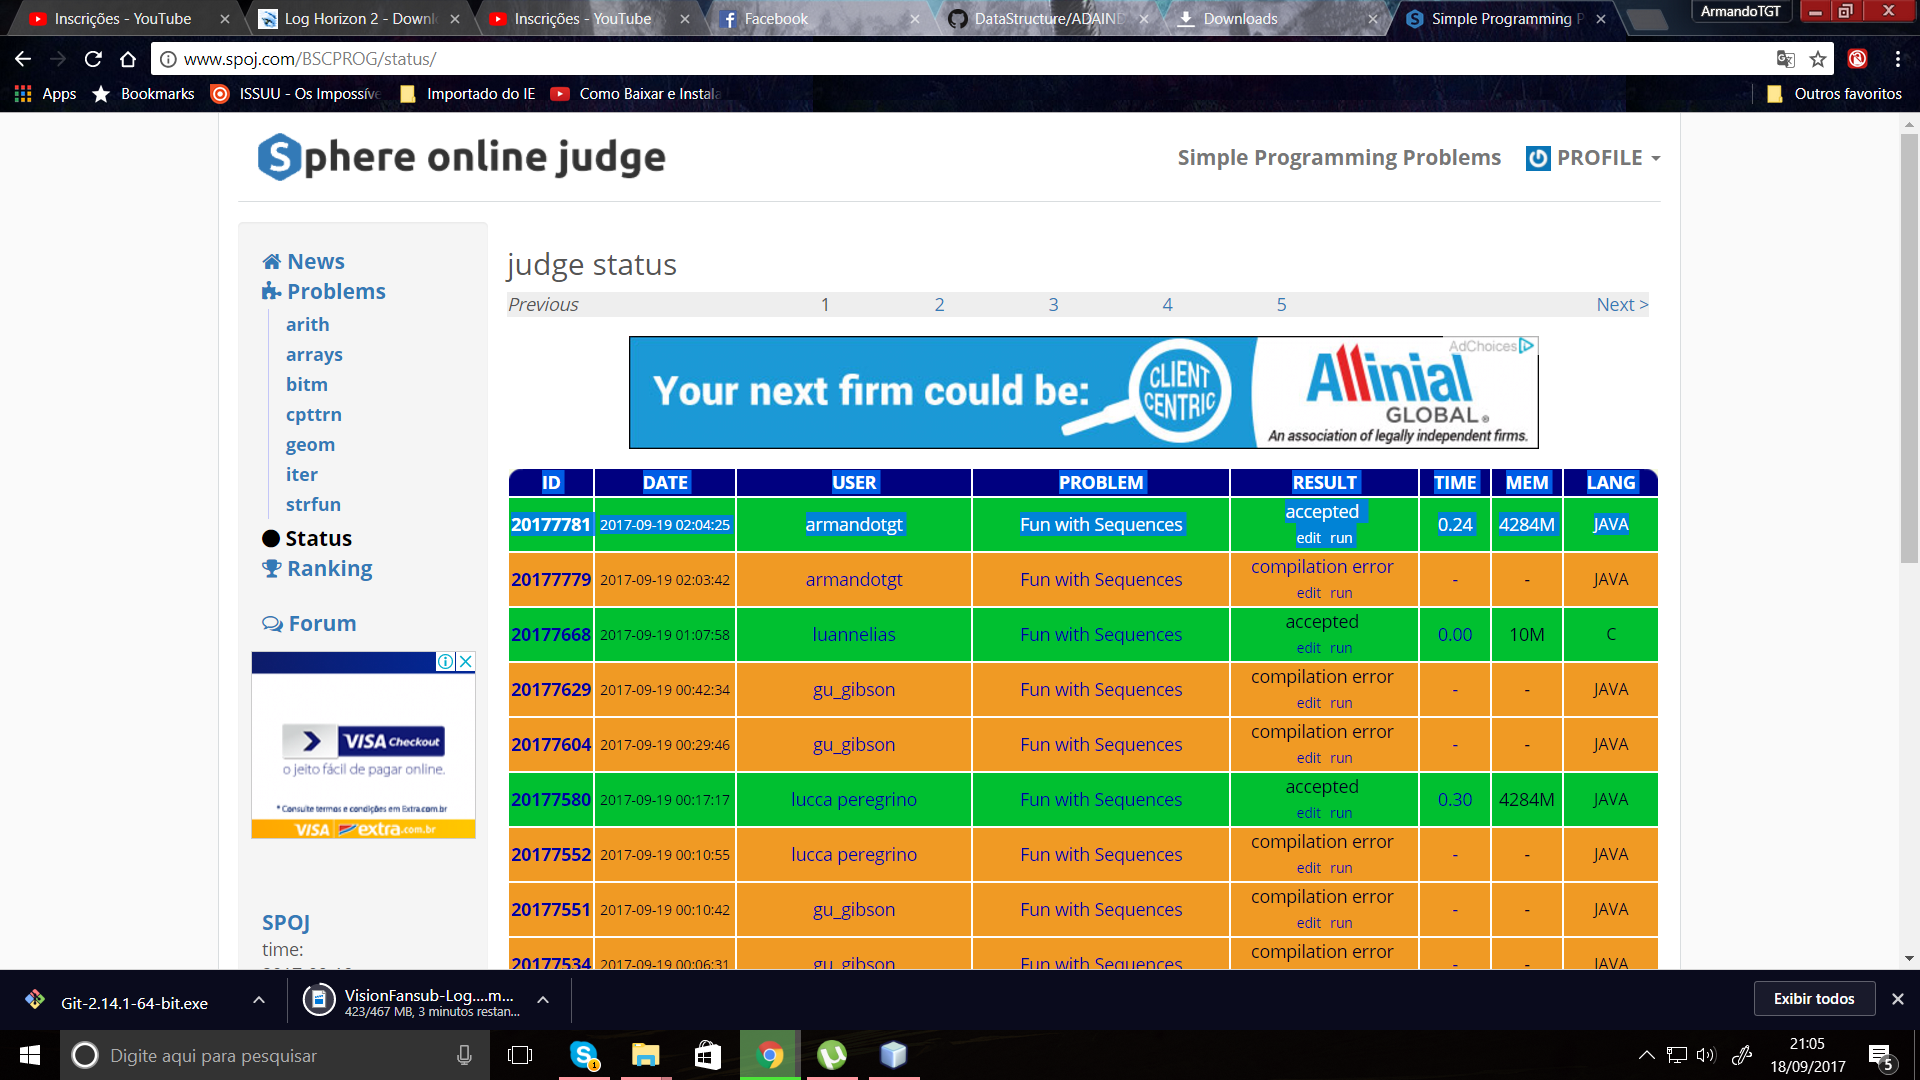 Inscrições - YouTube
Log Horizon 2 - Downl
Inscrições - YouTube
Facebook
DataStructure/ADAIND
Downloads
Simple Programming P
ArmandoTGT
www.spoj.com/BSCPROG/status/
Apps
Bookmarks
ISSUU - Os Impossíve
Importado do IE
Como Baixar e Instala
Outros favoritos
Sphere online judge
Simple Programming Problems
PROFILE
News
Problems
arith
arrays
bitm
cpttrn
geom
iter
strfun
Status
Ranking
Forum
VISA Checkout
o jeito fácil de pagar online.
* Consulte termos e condições em Extra.com.br
VISA extra.com.br
SPOJ
time:
judge status
Previous 1 2 3 4 5 Next >
AdChoices
Your next firm could be:
CLIENT CENTRIC
Allinial
GLOBAL®
An association of legally independent firms.
ID DATE USER PROBLEM RESULT TIME MEM LANG
20177781 2017-09-19 02:04:25 armandotgt Fun with Sequences accepted edit run 0.24 4284M JAVA
20177779 2017-09-19 02:03:42 armandotgt Fun with Sequences compilation error edit run - - JAVA
20177668 2017-09-19 01:07:58 luannelias Fun with Sequences accepted edit run 0.00 10M C
20177629 2017-09-19 00:42:34 gu_gibson Fun with Sequences compilation error edit run - - JAVA
20177604 2017-09-19 00:29:46 gu_gibson Fun with Sequences compilation error edit run - - JAVA
20177580 2017-09-19 00:17:17 lucca peregrino Fun with Sequences accepted edit run 0.30 4284M JAVA
20177552 2017-09-19 00:10:55 lucca peregrino Fun with Sequences compilation error edit run - - JAVA
20177551 2017-09-19 00:10:42 gu_gibson Fun with Sequences compilation error edit run - - JAVA
20177534 2017-09-19 00:06:31 gu_gibson Fun with Sequences compilation error - - JAVA
Git-2.14.1-64-bit.exe
VisionFansub-Log....m...
423/467 MB, 3 minutos restan...
Exibir todos
Digite aqui para pesquisar
1
21:05
18/09/2017
5